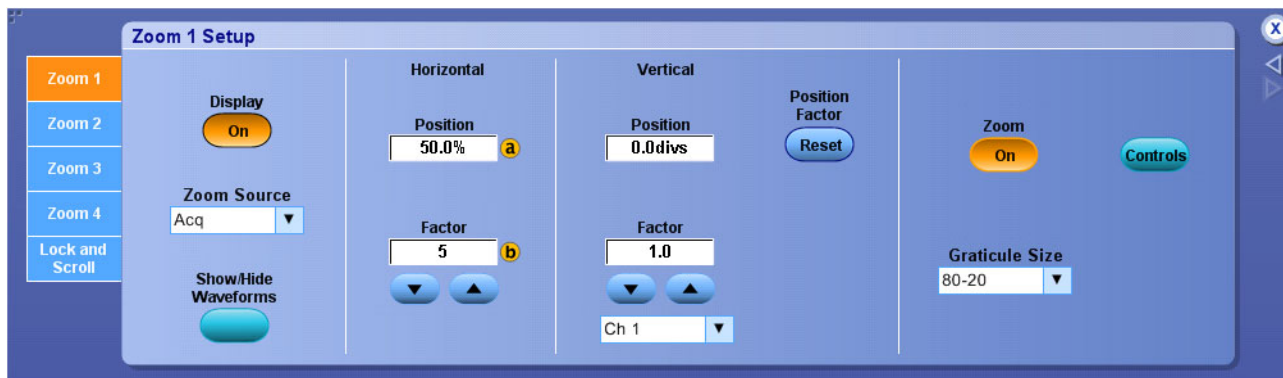 Zoom 1 Setup
Zoom 1
Zoom 2
Zoom 3
Zoom 4
Lock and
Scroll
Display
On
Zoom Source
Acq
Show/Hide
Waveforms
Horizontal
Position
50.0%
a
Factor
5
b
Vertical
Position
0.0divs
Factor
1.0
Ch 1
Position
Factor
Reset
Zoom
On
Controls
Graticule Size
80-20
X